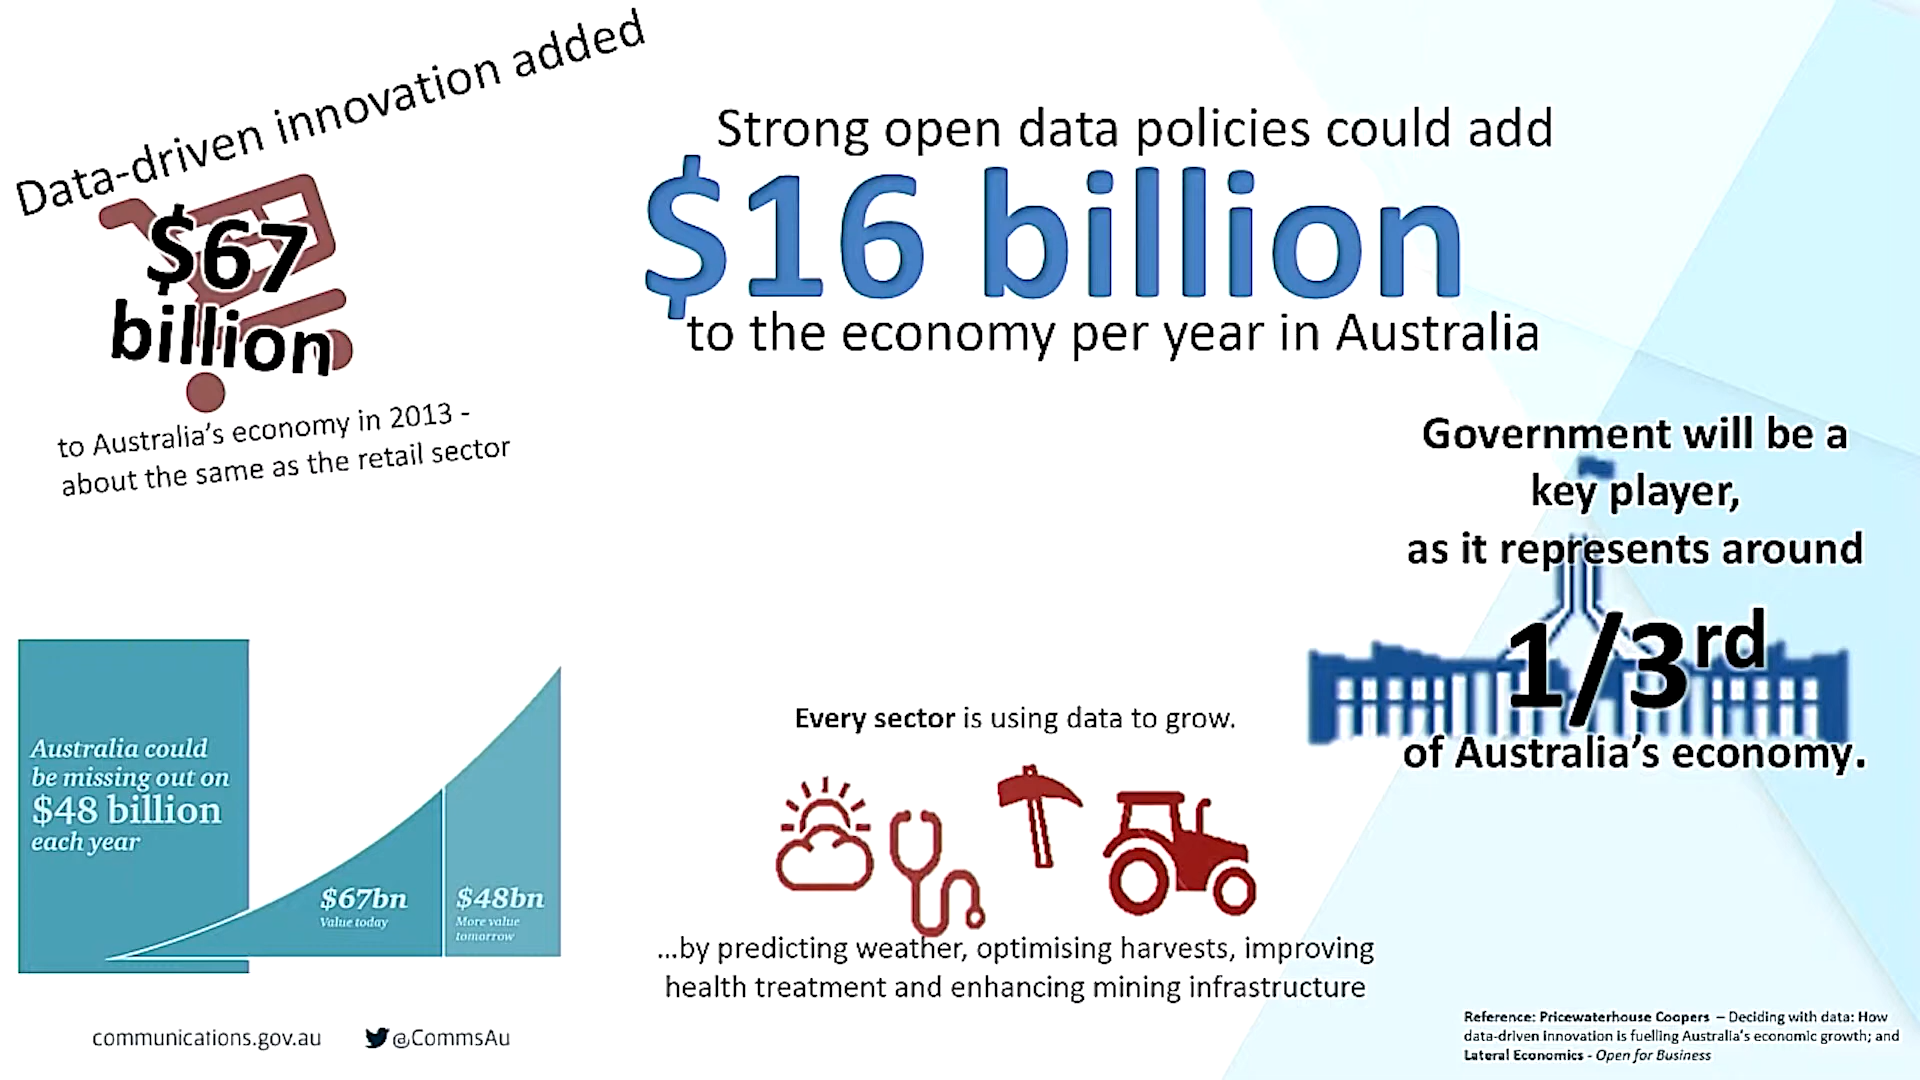 Data-driven innovation added
$67
billion
to Australia's economy in 2013 -
about the same as the retail sector
Strong open data policies could add
$16 billion
to the economy per year in Australia
Government will be a
key player,
as it represents around
1/3rd
of Australia's economy.
Australia could
be missing out on
$48 billion
each year
$67bn
Value today
$48bn
More value
tomorrow
Every sector is using data to grow.
...by predicting weather, optimising harvests, improving
health treatment and enhancing mining infrastructure
communications.gov.au
@CommsAu
Reference: Pricewaterhouse Coopers – Deciding with data: How
data-driven innovation is fuelling Australia's economic growth; and
Lateral Economics - Open for Business